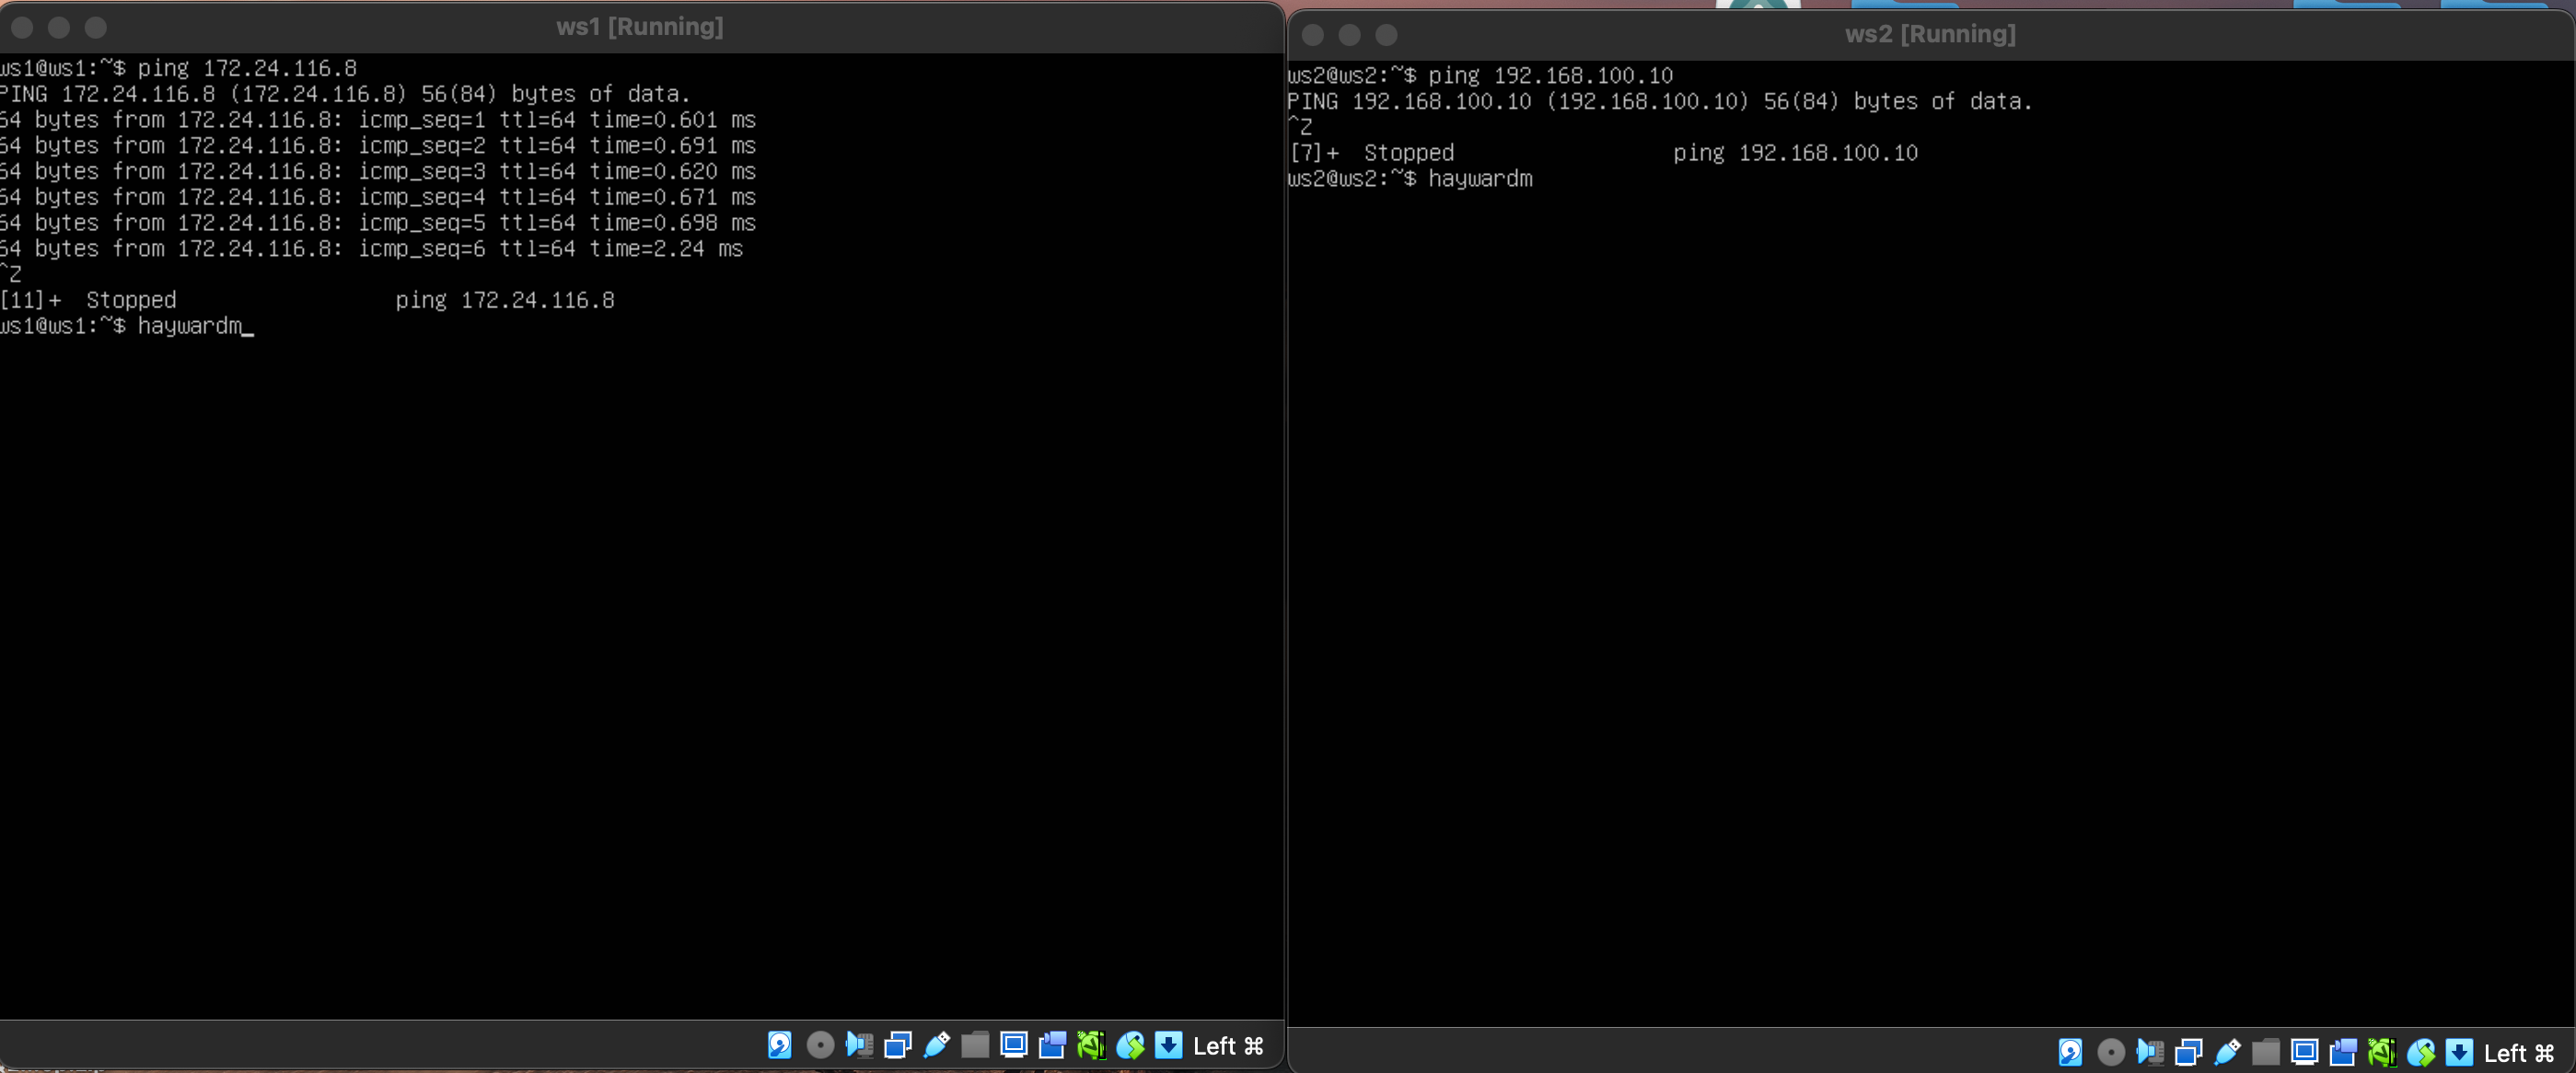 ws1 [Running]
ws1@ws1:~$ ping 172.24.116.8
PING 172.24.116.8 (172.24.116.8) 56(84) bytes of data.
64 bytes from 172.24.116.8: icmp_seq=1 ttl=64 time=0.601 ms
64 bytes from 172.24.116.8: icmp_seq=2 ttl=64 time=0.691 ms
64 bytes from 172.24.116.8: icmp_seq=3 ttl=64 time=0.620 ms
64 bytes from 172.24.116.8: icmp_seq=4 ttl=64 time=0.671 ms
64 bytes from 172.24.116.8: icmp_seq=5 ttl=64 time=0.698 ms
64 bytes from 172.24.116.8: icmp_seq=6 ttl=64 time=2.24 ms
^Z
[11]+  Stopped                 ping 172.24.116.8
ws1@ws1:~$ haywardm_
Left ⌘
ws2 [Running]
ws2@ws2:~$ ping 192.168.100.10
PING 192.168.100.10 (192.168.100.10) 56(84) bytes of data.
^Z
[7]+  Stopped                 ping 192.168.100.10
ws2@ws2:~$ haywardm
Left ⌘